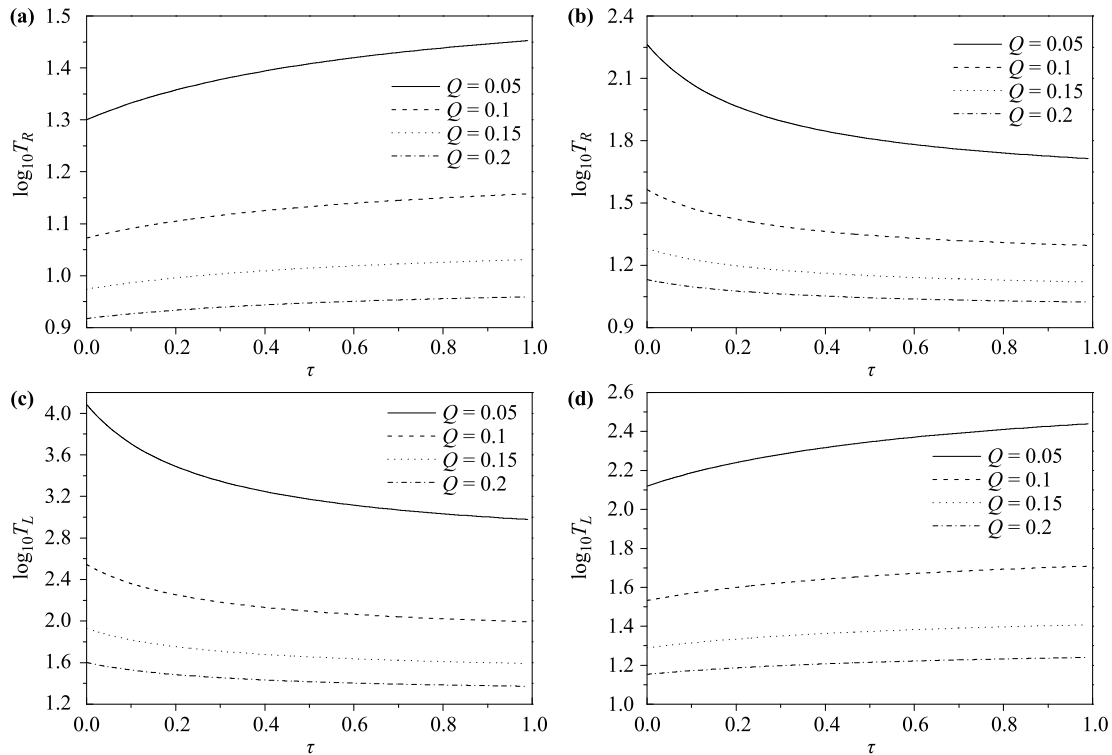 (a)
1.5
1.4
1.3
1.2
1.1
1.0
0.9
log10TR
0.0 0.2 0.4 0.6 0.8 1.0
τ
Q = 0.05
Q = 0.1
Q = 0.15
Q = 0.2
(b)
2.4
2.1
1.8
1.5
1.2
0.9
log10TR
0.0 0.2 0.4 0.6 0.8 1.0
τ
Q = 0.05
Q = 0.1
Q = 0.15
Q = 0.2
(c)
4.0
3.6
3.2
2.8
2.4
2.0
1.6
1.2
log10TL
0.0 0.2 0.4 0.6 0.8 1.0
τ
Q = 0.05
Q = 0.1
Q = 0.15
Q = 0.2
(d)
2.6
2.4
2.2
2.0
1.8
1.6
1.4
1.2
1.0
log10TL
0.0 0.2 0.4 0.6 0.8 1.0
τ
Q = 0.05
Q = 0.1
Q = 0.15
Q = 0.2